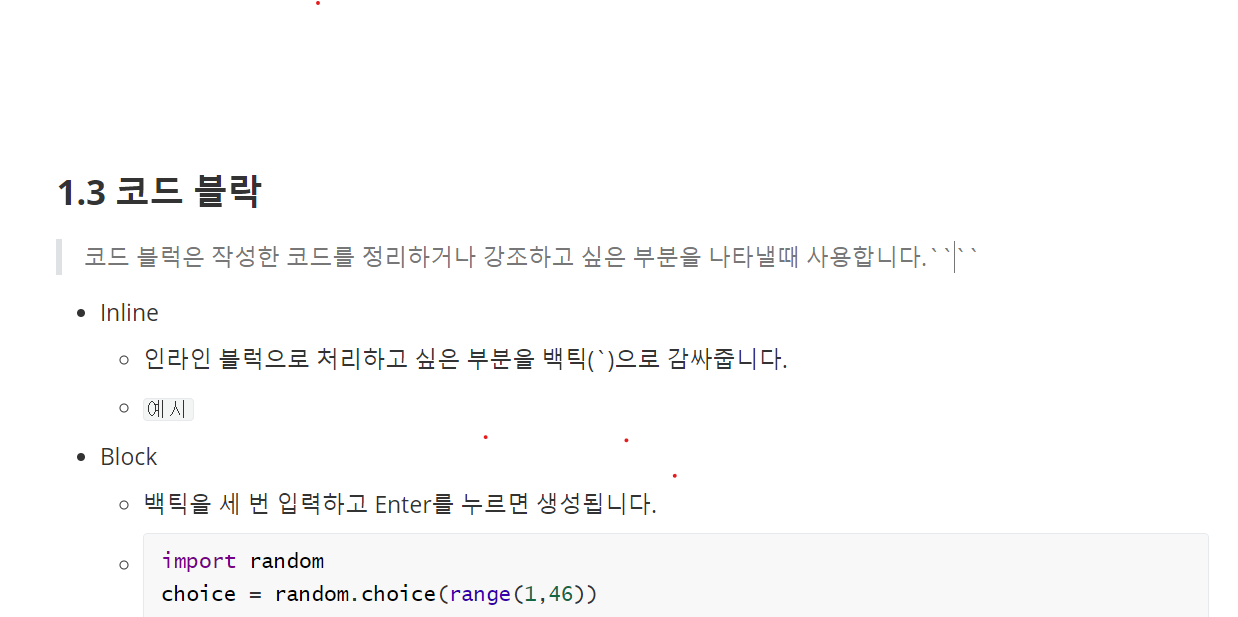 1.3 코드 블락
코드 블럭은 작성한 코드를 정리하거나 강조하고 싶은 부분을 나타낼때 사용합니다.````
Inline
인라인 블럭으로 처리하고 싶은 부분을 백틱(`)으로 감싸줍니다.
예시
Block
백틱을 세 번 입력하고 Enter를 누르면 생성됩니다.
import random
choice = random.choice(range(1,46))